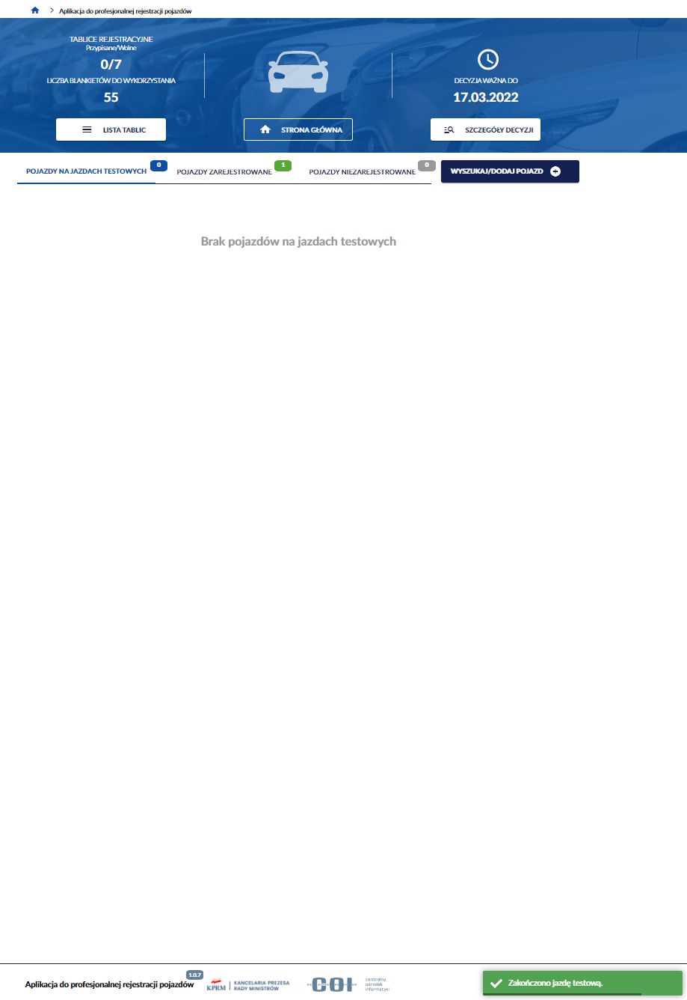 Aplikacja do profesjonalnej rejestracji pojazdów
TABLICE REJESTRACYJNE
Przypisane/Wolne
0/7
LICZBA BLANKIETÓW DO WYKORZYSTANIA
55
DECYZJA WAŻNA DO
17.03.2022
LISTA TABLIC
STRONA GŁÓWNA
SZCZEGÓŁY DECYZJI
POJAZDY NA JAZDACH TESTOWYCH 0
POJAZDY ZAREJESTROWANE 1
POJAZDY NIEZAREJESTROWANE 0
WYSZUKAJ/DODAJ POJAZD
Brak pojazdów na jazdach testowych
Aplikacja do profesjonalnej rejestracji pojazdów 1.0.7
KPRM
KANCELARIA PREZESA
RADY MINISTRÓW
COI
centralny
ośrodek
informatyki
Zakończono jazdę testową.